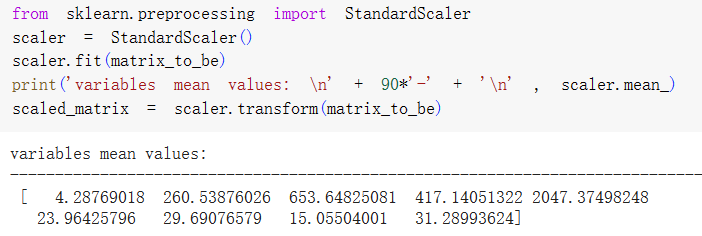 from sklearn.preprocessing import StandardScaler
scaler = StandardScaler()
scaler.fit(matrix_to_be)
print('variables mean values: \n' + 90*'-' + '\n' , scaler.mean_)
scaled_matrix = scaler.transform(matrix_to_be)
variables mean values:
------------------------------------------------------------------------------------------
[ 4.28769018 260.53876026 653.64825081 417.14051322 2047.37498248
23.96425796 29.69076579 15.05504001 31.28993624]